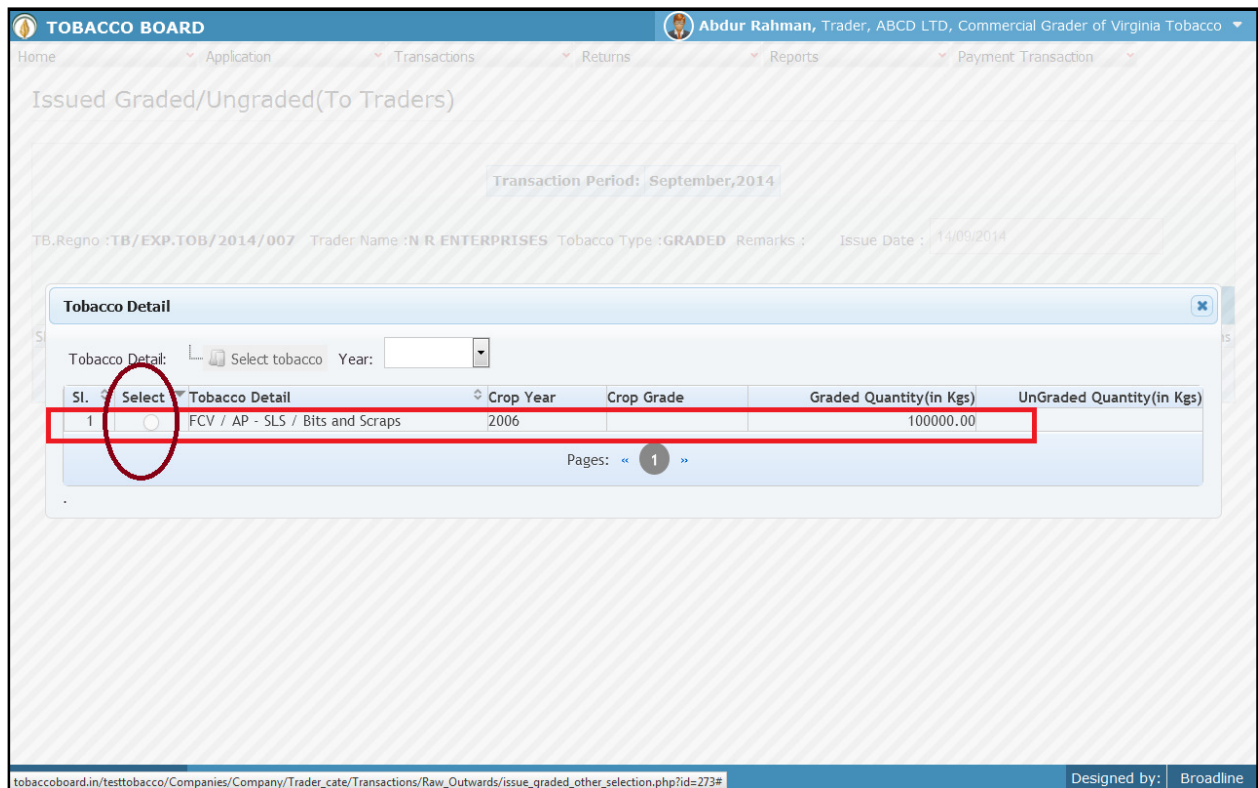 TOBACCO BOARD
Abdur Rahman, Trader, ABCD LTD, Commercial Grader of Virginia Tobacco
Home Application Transactions Returns Reports Payment Transaction
Issued Graded/Ungraded(To Traders)
Transaction Period: September,2014
TB.Regno :TB/EXP.TOB/2014/007 Trader Name :N R ENTERPRISES Tobacco Type :GRADED Remarks : Issue Date : 14/09/2014
Tobacco Detail
Tobacco Detail: Select tobacco Year:
Sl. Select Tobacco Detail Crop Year Crop Grade Graded Quantity(in Kgs) UnGraded Quantity(in Kgs)
1 FCV / AP - SLS / Bits and Scraps 2006 100000.00
Pages: « 1 »
.
tobaccoboard.in/testtobacco/Companies/Company/Trader_cate/Transactions/Raw_Outwards/issue_graded_other_selection.php?id=273#
Designed by: Broadline